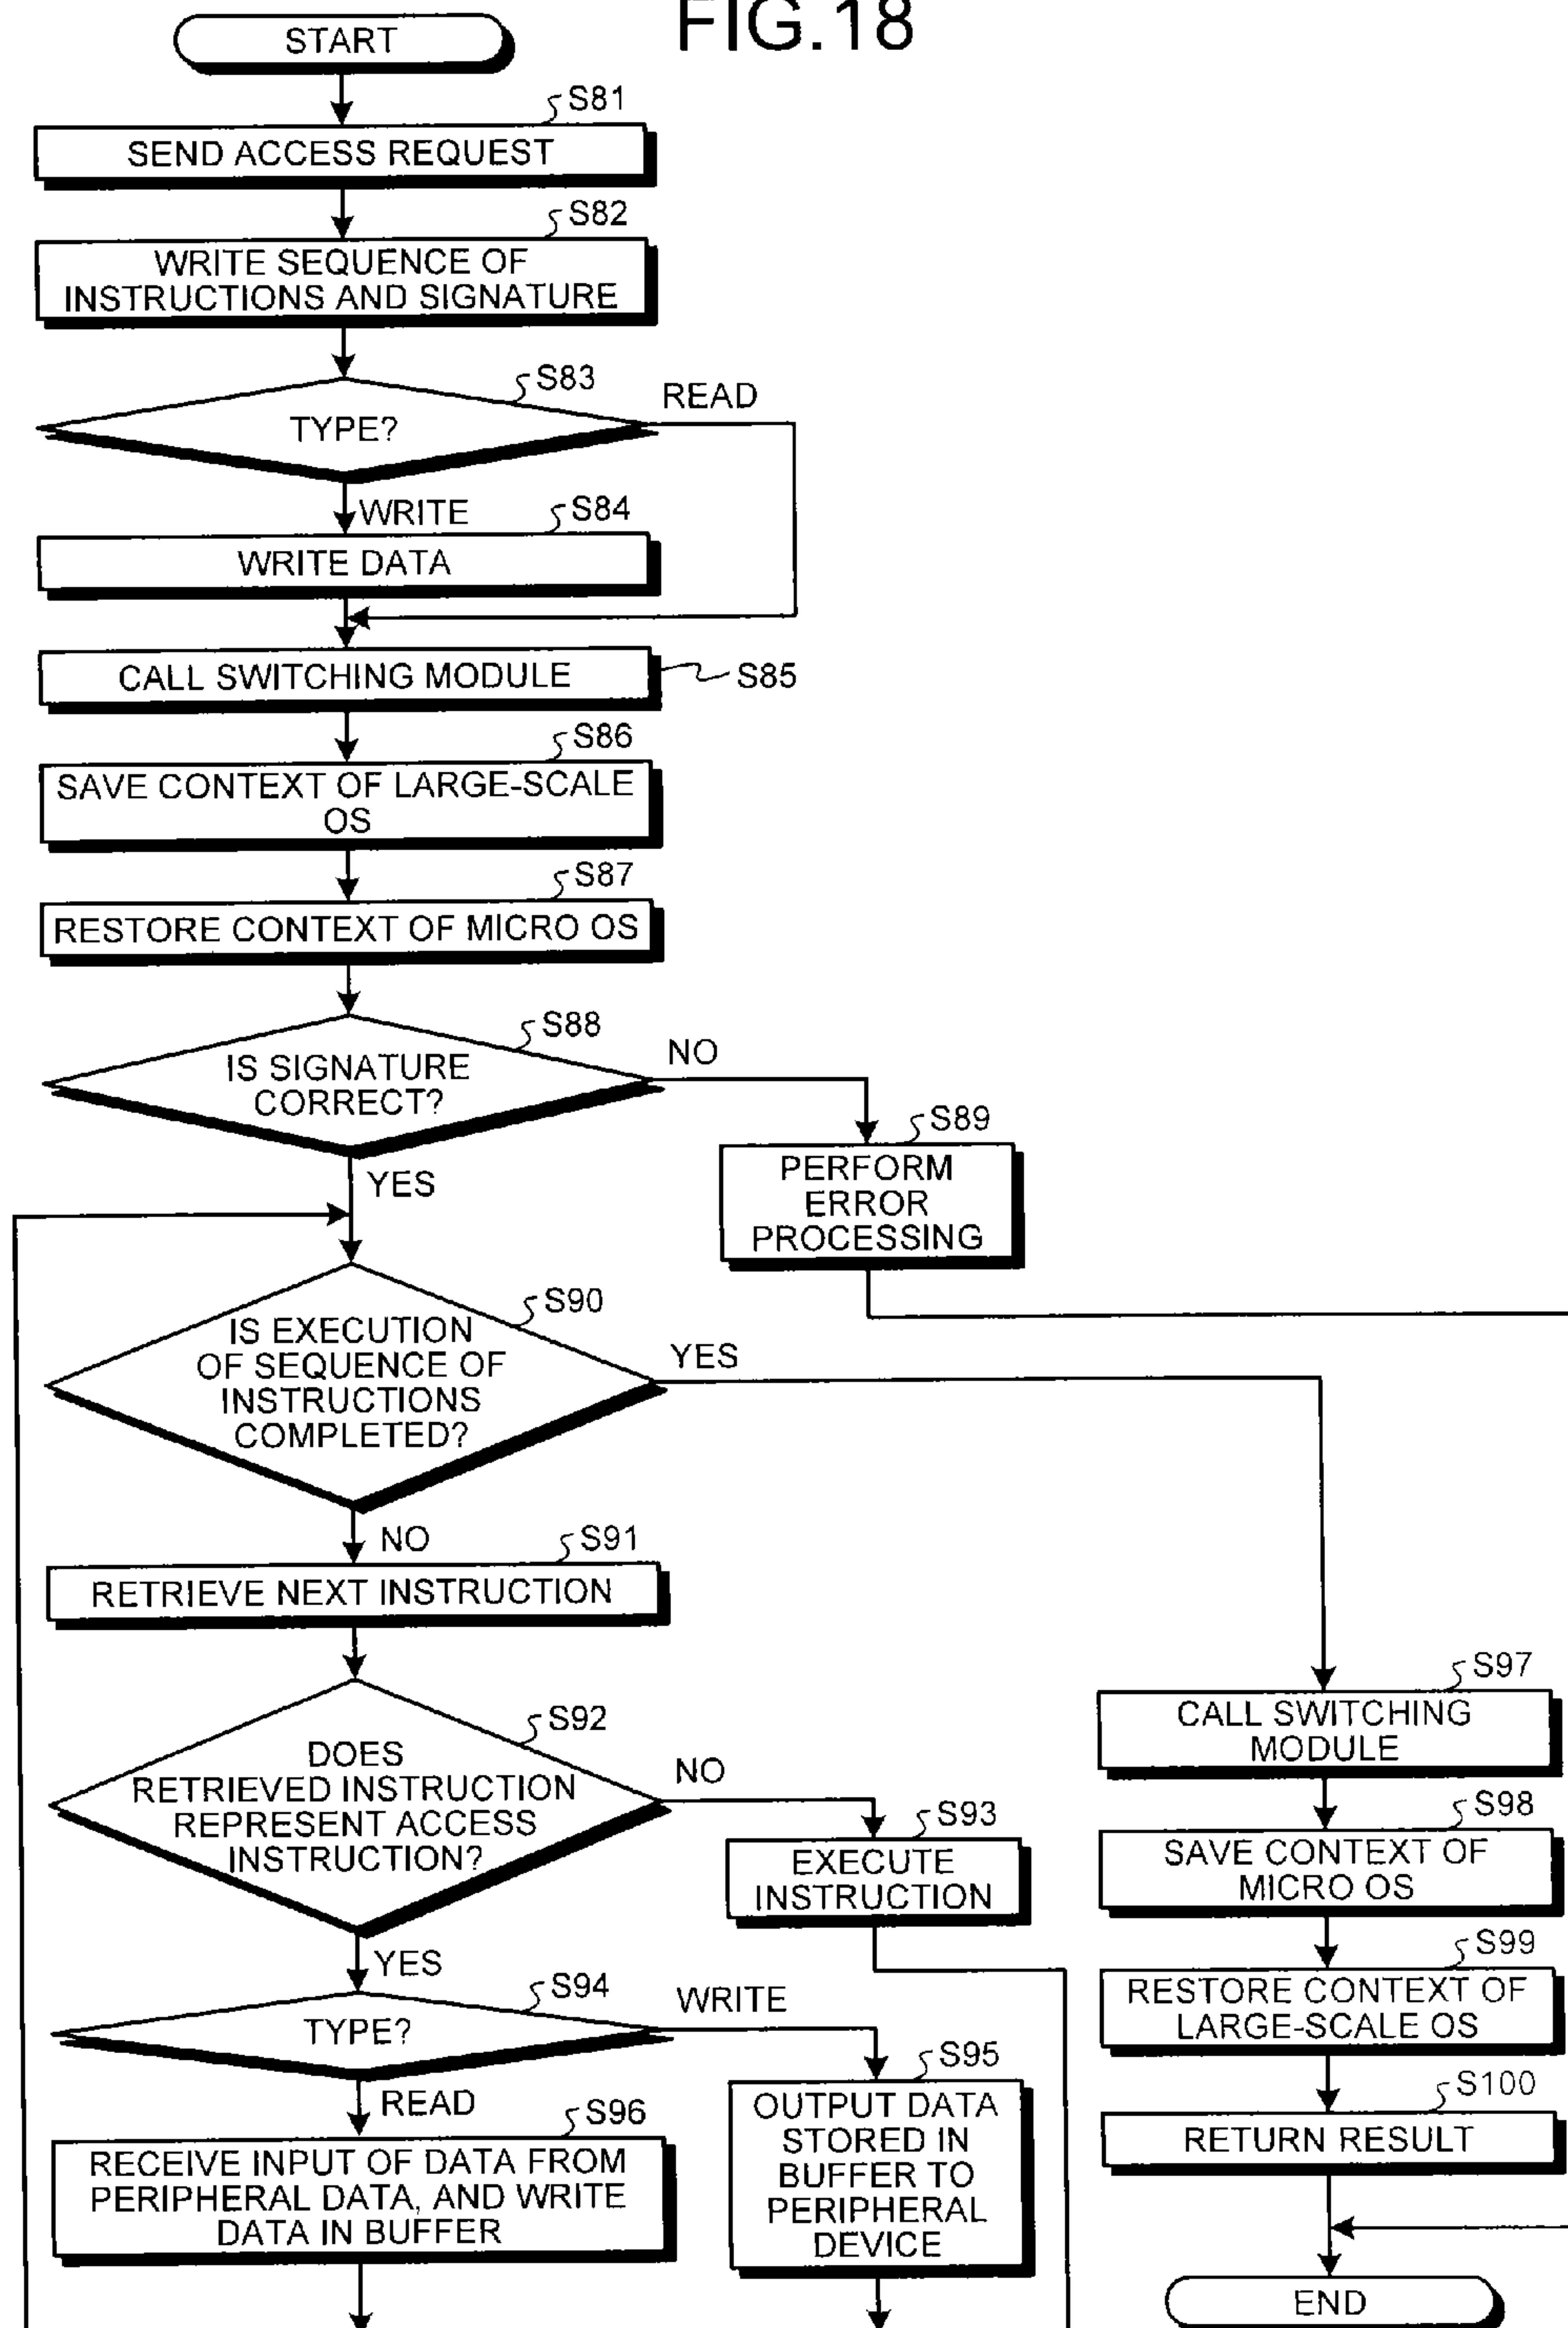 FIG.18
START
S81
SEND ACCESS REQUEST
S82
WRITE SEQUENCE OF
INSTRUCTIONS AND SIGNATURE
S83
TYPE?
READ
WRITE
S84
WRITE DATA
CALL SWITCHING MODULE
S85
S86
SAVE CONTEXT OF LARGE-SCALE
OS
S87
RESTORE CONTEXT OF MICRO OS
S88
IS SIGNATURE
CORRECT?
NO
YES
S89
PERFORM
ERROR
PROCESSING
S90
IS EXECUTION
OF SEQUENCE OF
INSTRUCTIONS
COMPLETED?
YES
NO
S91
RETRIEVE NEXT INSTRUCTION
S92
DOES
RETRIEVED INSTRUCTION
REPRESENT ACCESS
INSTRUCTION?
NO
S93
EXECUTE
INSTRUCTION
YES
S94
TYPE?
WRITE
S95
OUTPUT DATA
STORED IN
BUFFER TO
PERIPHERAL
DEVICE
READ
S96
RECEIVE INPUT OF DATA FROM
PERIPHERAL DATA, AND WRITE
DATA IN BUFFER
S97
CALL SWITCHING
MODULE
S98
SAVE CONTEXT OF
MICRO OS
S99
RESTORE CONTEXT OF
LARGE-SCALE OS
S100
RETURN RESULT
END